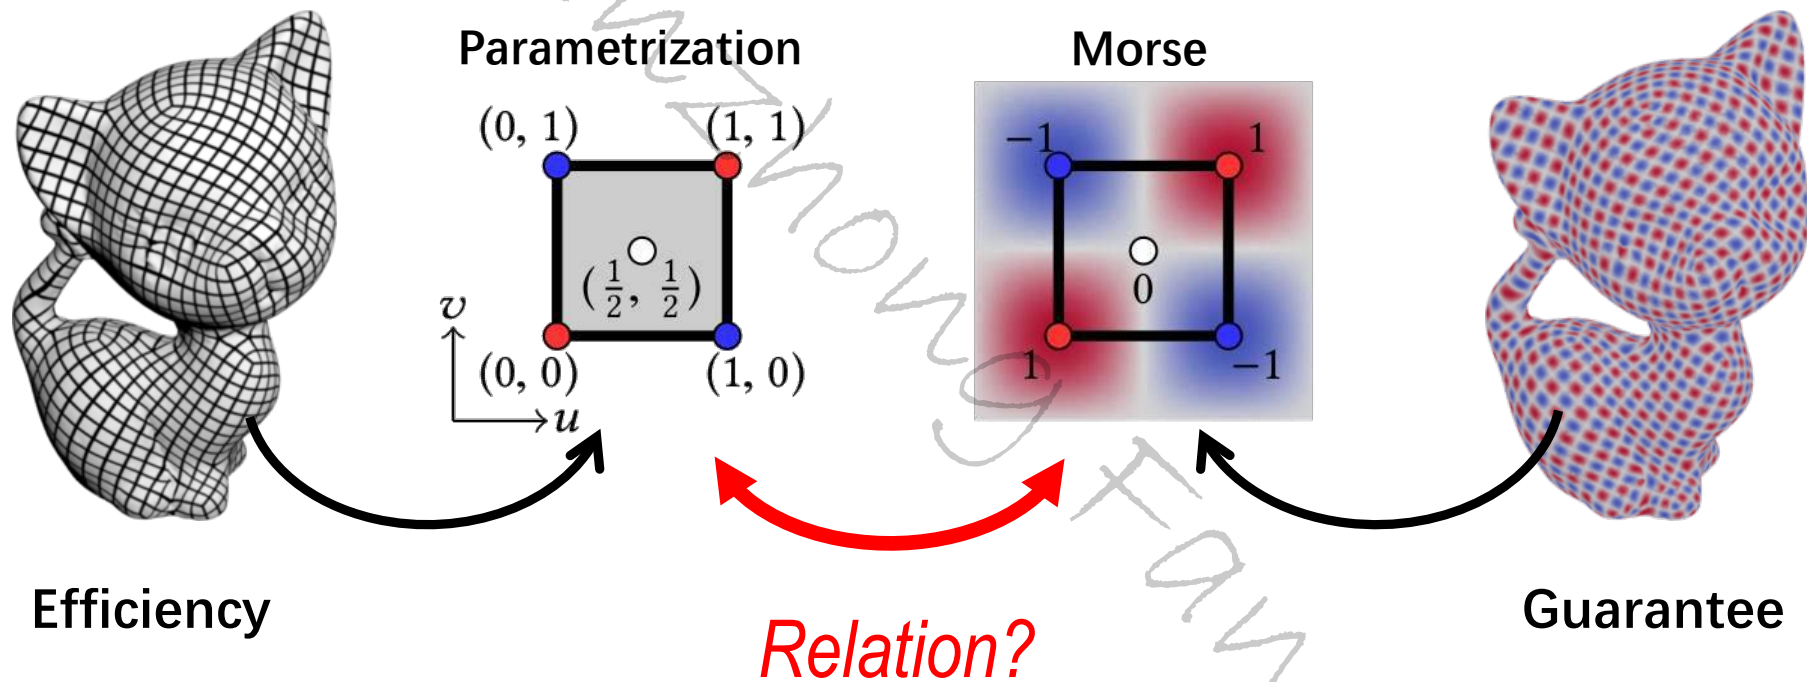 Parametrization
Morse
(0, 1)
(1, 1)
(1/2, 1/2)
v
(0, 0)
(1, 0)
u
−1
1
0
1
−1
Efficiency
Guarantee
Relation?